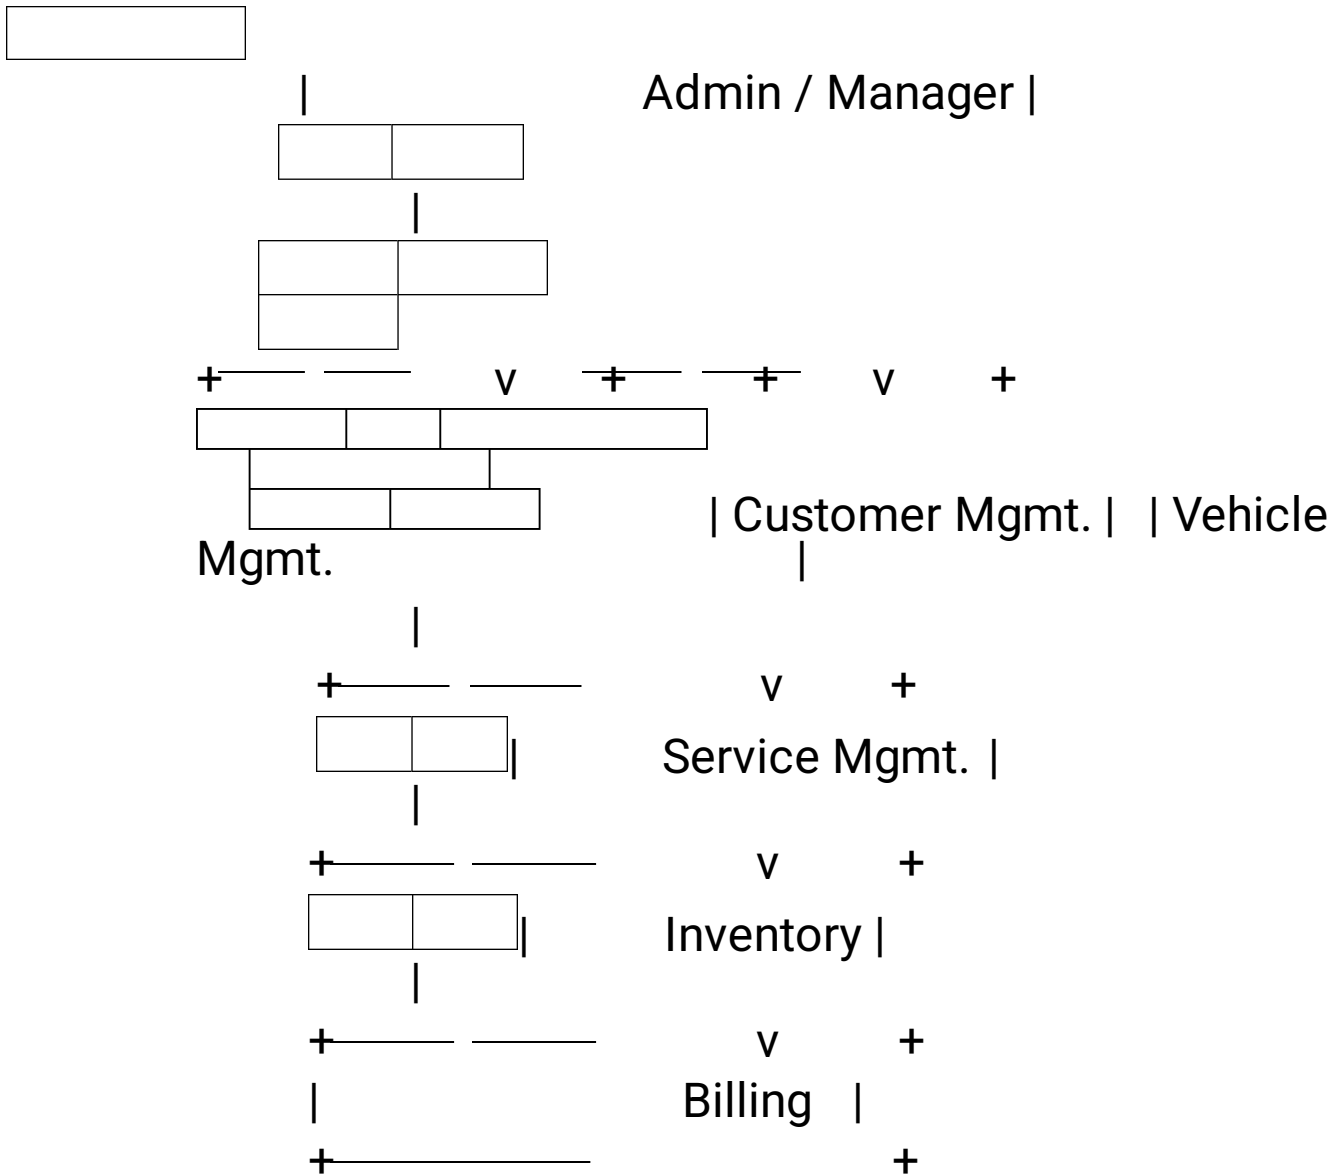 | Admin / Manager |
|
+ v + + v +
| Customer Mgmt. | | Vehicle
Mgmt. |
|
+ v +
| Service Mgmt. |
|
+ v +
| Inventory |
|
+ v +
| Billing |
+ +